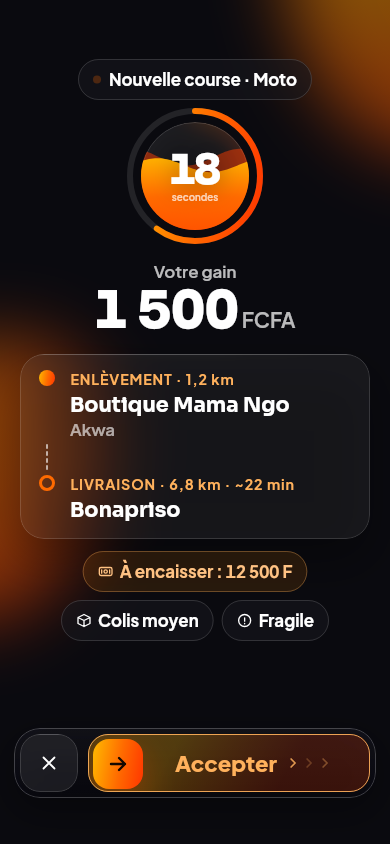 Nouvelle course · Moto
18
secondes
Votre gain
1 500 FCFA
ENLÈVEMENT · 1,2 km
Boutique Mama Ngo
Akwa
LIVRAISON · 6,8 km · ~22 min
Bonapriso
À encaisser : 12 500 F
Colis moyen
Fragile
Accepter